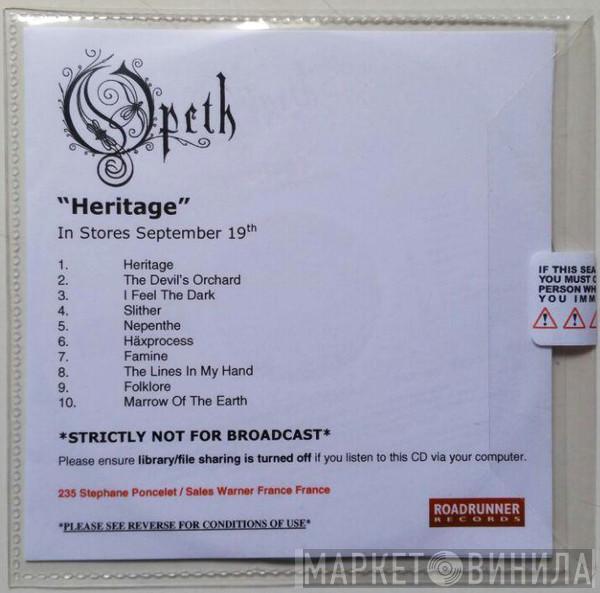 Opeth
"Heritage"
In Stores September 19th
1. Heritage
2. The Devil's Orchard
3. I Feel The Dark
4. Slither
5. Nepenthe
6. Häxprocess
7. Famine
8. The Lines In My Hand
9. Folklore
10. Marrow Of The Earth
*STRICTLY NOT FOR BROADCAST*
Please ensure library/file sharing is turned off if you listen to this CD via your computer.
235 Stephane Poncelet / Sales Warner France France
*PLEASE SEE REVERSE FOR CONDITIONS OF USE*
ROADRUNNER
RECORDS
IF THIS SEA
YOU MUST
PERSON WH
YOU IMM
МАРКЕТ ВИНИЛА